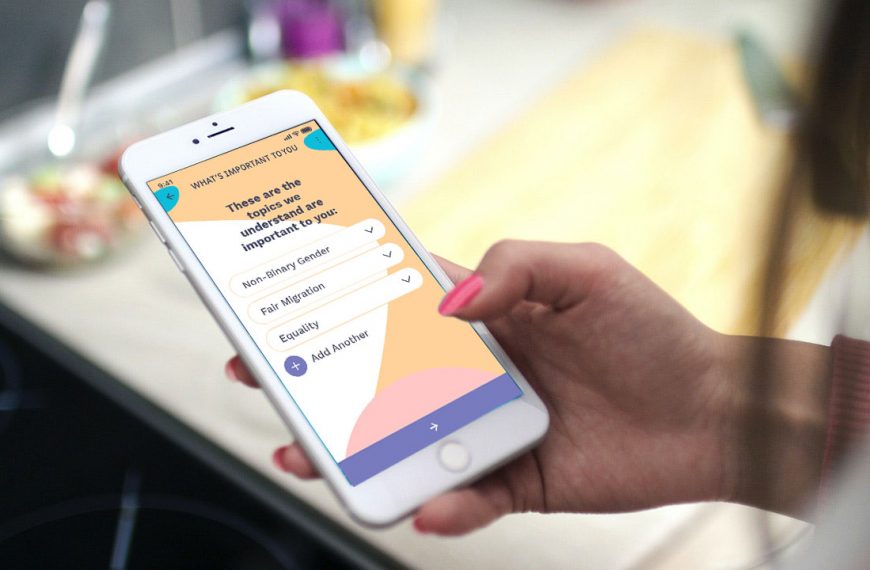 9:41
WHAT'S IMPORTANT TO YOU
These are the
topics we
understand are
important to you:
Non-Binary Gender
Fair Migration
Equality
Add Another